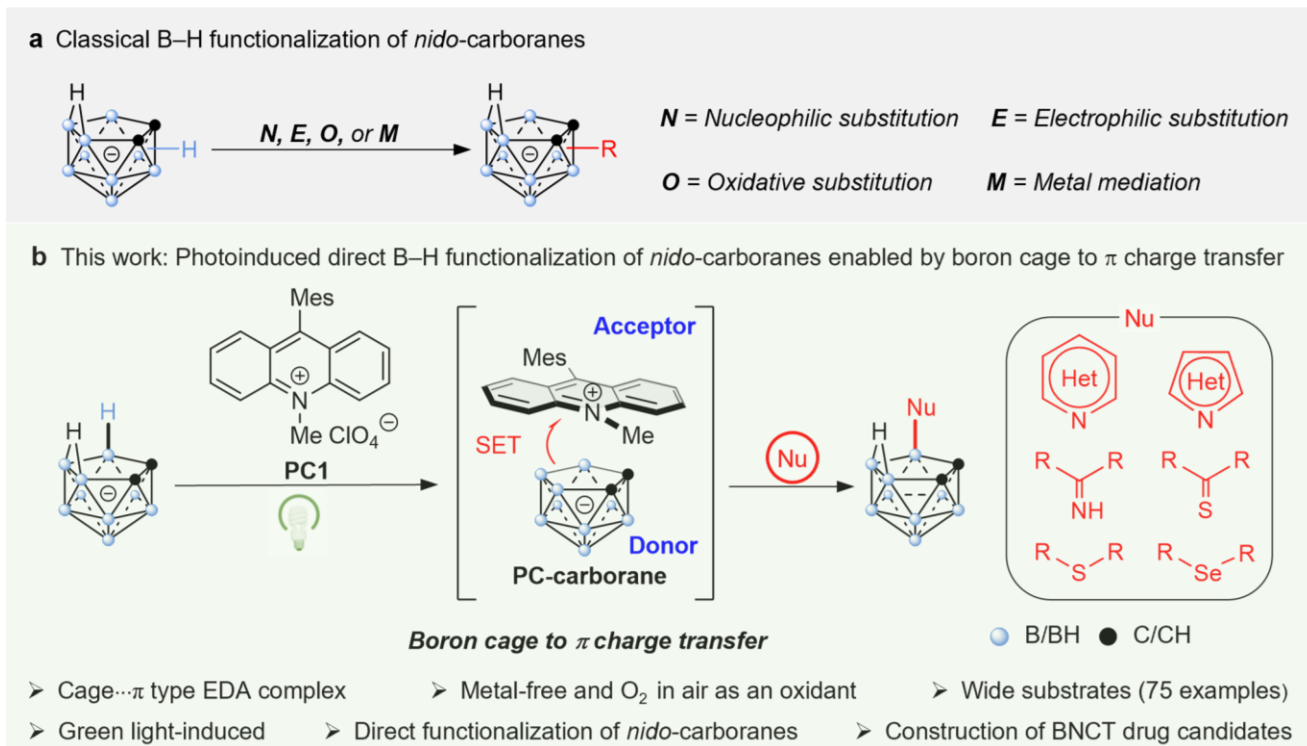 a Classical B–H functionalization of nido-carboranes
H
H
N, E, O, or M
H
R
N = Nucleophilic substitution E = Electrophilic substitution
O = Oxidative substitution M = Metal mediation
b This work: Photoinduced direct B–H functionalization of nido-carboranes enabled by boron cage to π charge transfer
H
H
Mes
N
Me ClO4⊖
PC1
Acceptor
Mes
N
Me
SET
Donor
PC-carborane
Nu
Nu
H
Nu
Het
N
Het
N
R R
NH
R R
S
R S R
R Se R
Boron cage to π charge transfer
B/BH C/CH
➢ Cage···π type EDA complex ➢ Metal-free and O2 in air as an oxidant ➢ Wide substrates (75 examples)
➢ Green light-induced ➢ Direct functionalization of nido-carboranes ➢ Construction of BNCT drug candidates